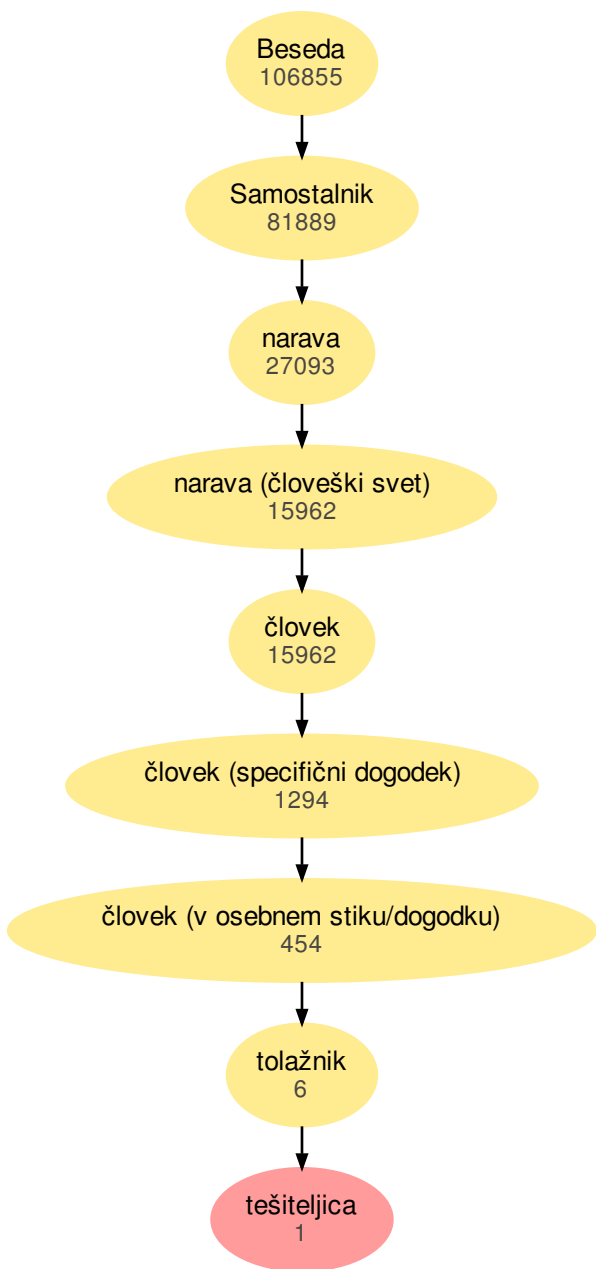 Beseda
106855
Samostalnik
81889
narava
27093
narava (človeški svet)
15962
človek
15962
človek (specifični dogodek)
1294
človek (v osebnem stiku/dogodku)
454
tolažnik
6
tešiteljica
1